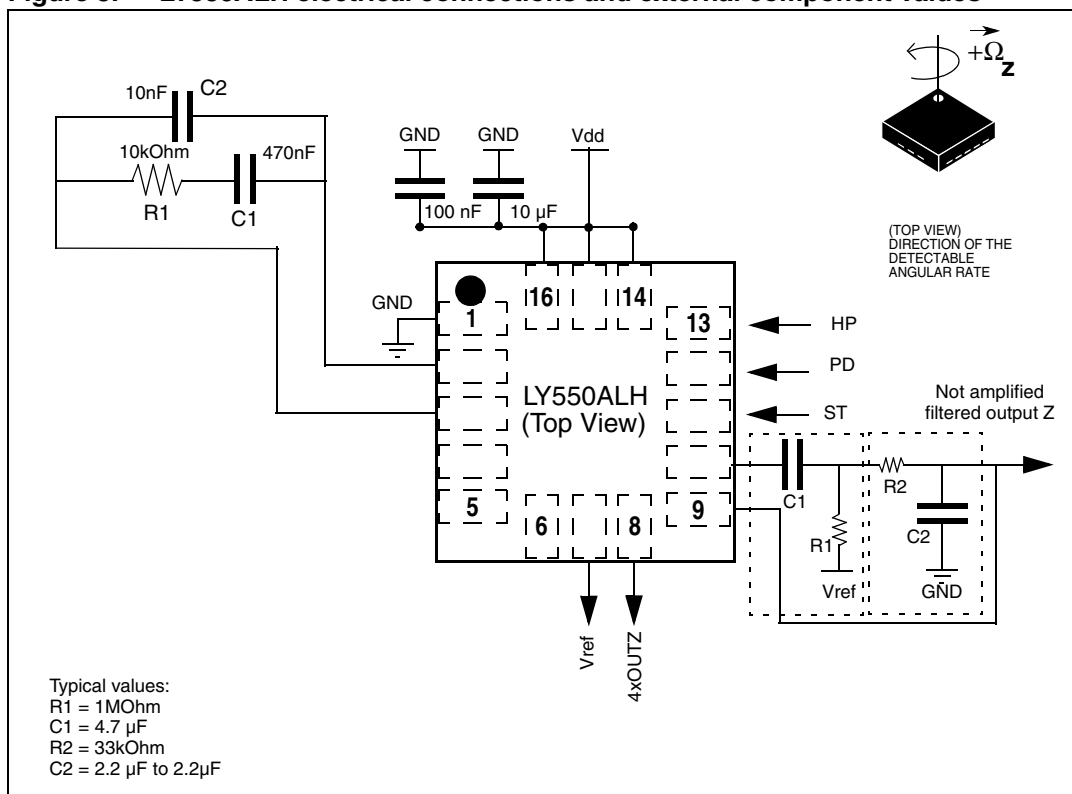 10nF
C2
10kOhm
470nF
R1
C1
GND
GND
Vdd
100 nF
10 µF
+Ω
Z
(TOP VIEW)
DIRECTION OF THE
DETECTABLE
ANGULAR RATE
GND
1
16
14
13
HP
PD
ST
LY550ALH
(Top View)
Not amplified
filtered output Z
5
6
8
9
C1
R2
R1
C2
Vref
GND
Vref
4xOUTZ
Typical values:
R1 = 1MOhm
C1 = 4.7 µF
R2 = 33kOhm
C2 = 2.2 µF to 2.2µF